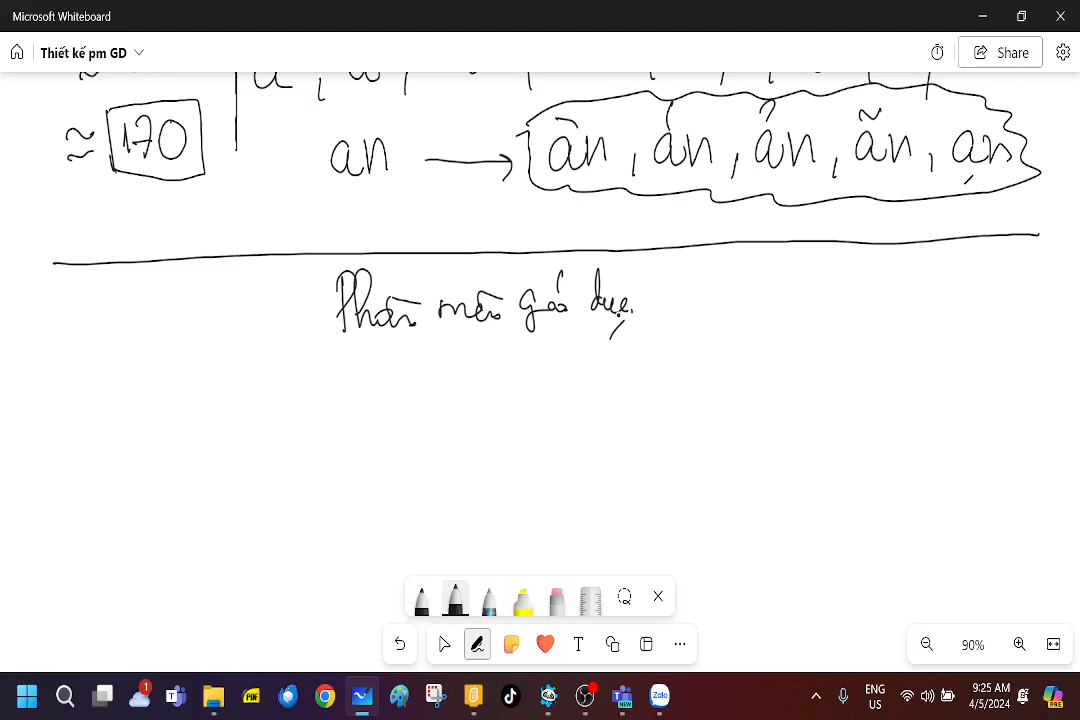 Microsoft Whiteboard
Thiết kế pm GD
Share
≈ 170
an → àn, án, ản, ãn, ạn
Phần mền giáo dục
90%
ENG
US
9:25 AM
4/5/2024